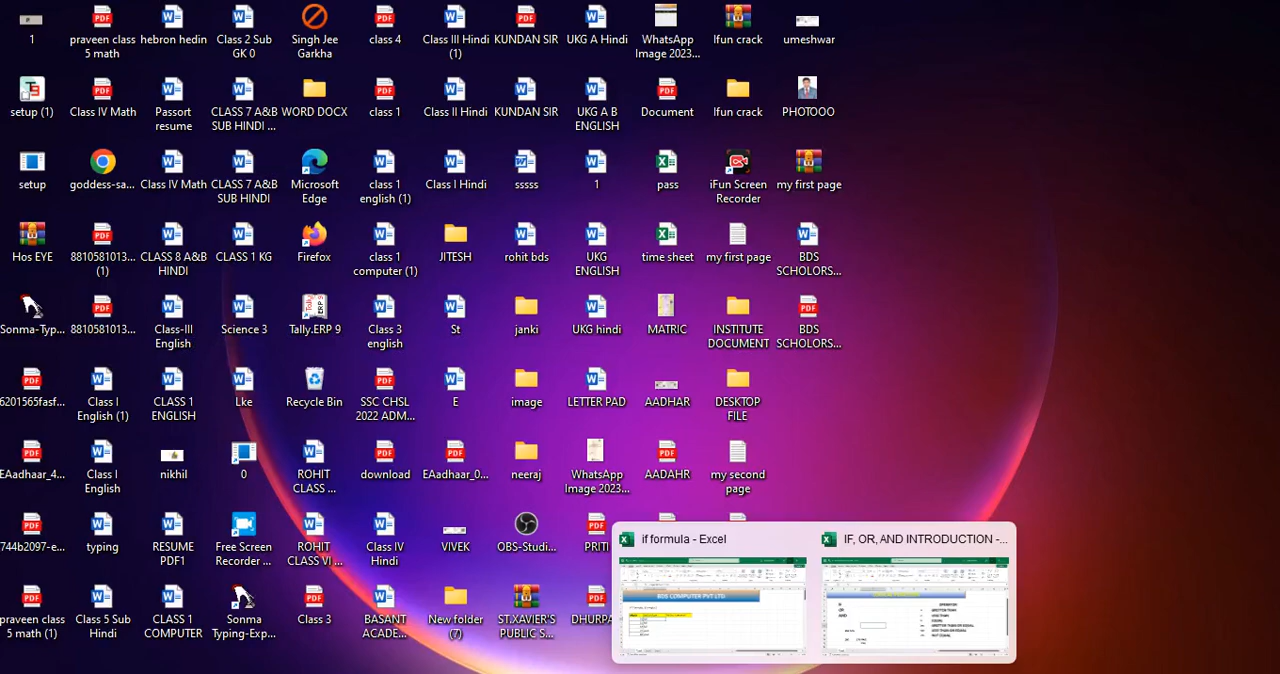 1
praveen class
5 math
hebron hedin
Class 2 Sub
GK 0
Singh Jee
Garkha
class 4
Class III Hindi
(1)
KUNDAN SIR
UKG A Hindi
WhatsApp
Image 2023...
Ifun crack
umeshwar
setup (1)
Class IV Math
Passort
resume
CLASS 7 A&B
SUB HINDI ...
WORD DOCX
class 1
Class II Hindi
KUNDAN SIR
UKG A B
ENGLISH
Document
Ifun crack
PHOTOOO
setup
goddess-sa...
Class IV Math
CLASS 7 A&B
SUB HINDI
Microsoft
Edge
class 1
english (1)
Class I Hindi
sssss
1
pass
iFun Screen
Recorder
my first page
Hos EYE
8810581013...
(1)
CLASS 8 A&B
HINDI
CLASS 1 KG
Firefox
class 1
computer (1)
JITESH
rohit bds
UKG
ENGLISH
time sheet
my first page
BDS
SCHOLORS...
Sonma-Typ...
8810581013...
Class-III
English
Science 3
Tally.ERP 9
Class 3
english
St
janki
UKG hindi
MATRIC
INSTITUTE
DOCUMENT
BDS
SCHOLORS...
6201565fasf...
Class I
English (1)
CLASS 1
ENGLISH
Lke
Recycle Bin
SSC CHSL
2022 ADM...
E
image
LETTER PAD
AADHAR
DESKTOP
FILE
EAadhaar_4...
Class I
English
nikhil
0
ROHIT
CLASS ...
download
EAadhaar_0...
neeraj
WhatsApp
Image 2023...
AADAHR
my second
page
744b2097-e...
typing
RESUME
PDF1
Free Screen
Recorder ...
ROHIT
CLASS VI ...
Class IV
Hindi
VIVEK
OBS-Studi...
PRITI
if formula - Excel
IF, OR, AND INTRODUCTION -...
BDS COMPUTER PVT LTD
praveen class
5 math (1)
Class 5 Sub
Hindi
CLASS 1
COMPUTER
Sonma
Typing-Exp...
Class 3
BASANT
ACADE...
New folder
(7)
ST.XAVIER'S
PUBLIC S...
DHURPA